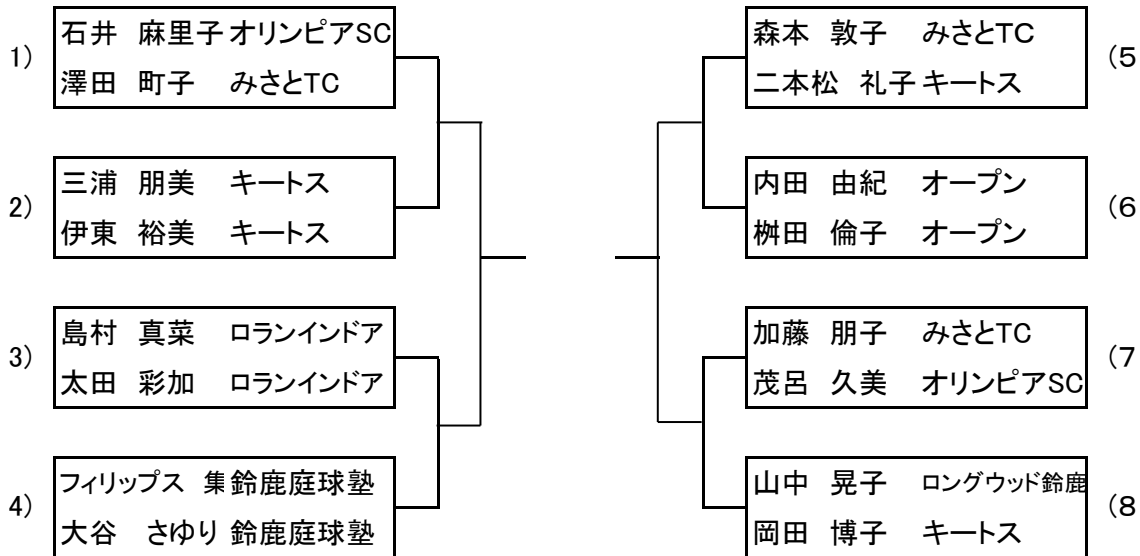 1)
石井 麻里子 オリンピアSC
澤田 町子 みさとTC
2)
三浦 朋美 キートス
伊東 裕美 キートス
3)
島村 真菜 ロランインドア
太田 彩加 ロランインドア
4)
フィリップス 集 鈴鹿庭球塾
大谷 さゆり 鈴鹿庭球塾
森本 敦子 みさとTC
二本松 礼子 キートス
(5
内田 由紀 オープン
桝田 倫子 オープン
(6
加藤 朋子 みさとTC
茂呂 久美 オリンピアSC
(7
山中 晃子 ロングウッド鈴鹿
岡田 博子 キートス
(8